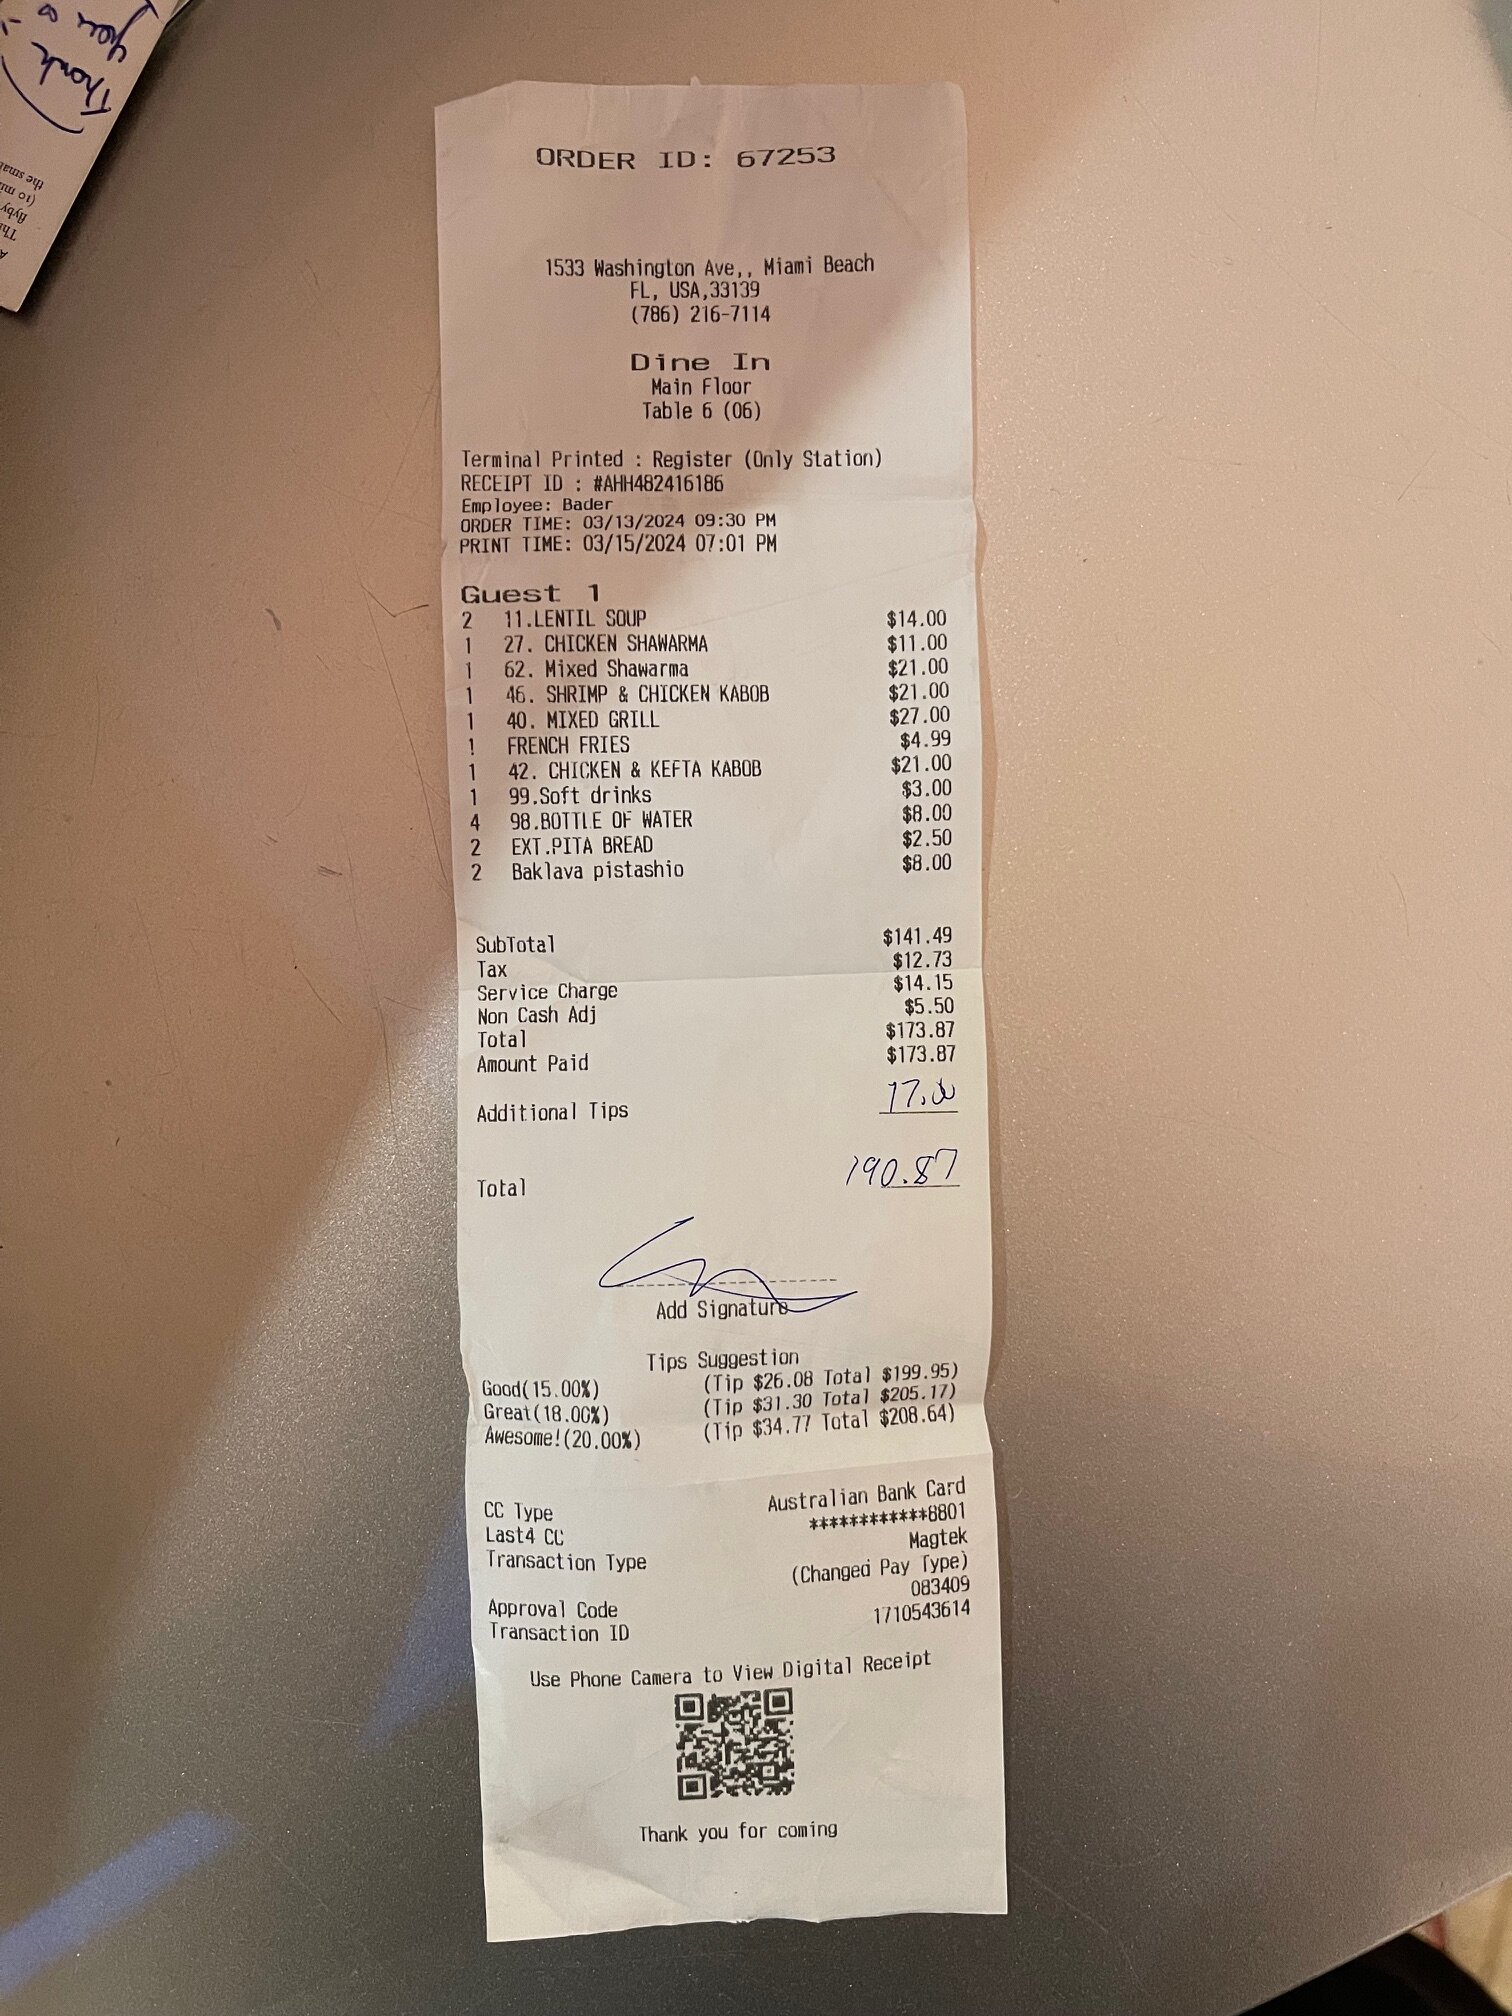 Thank
you
ORDER ID: 67253
1533 Washington Ave,, Miami Beach
FL, USA,33139
(786) 216-7114
Dine In
Main Floor
Table 6 (06)
Terminal Printed : Register (Only Station)
RECEIPT ID : #AHH482416186
Employee: Bader
ORDER TIME: 03/13/2024 09:30 PM
PRINT TIME: 03/15/2024 07:01 PM
Guest 1
2 11.LENTIL SOUP $14.00
1 27. CHICKEN SHAWARMA $11.00
1 62. Mixed Shawarma $21.00
1 46. SHRIMP & CHICKEN KABOB $21.00
1 40. MIXED GRILL $27.00
1 FRENCH FRIES $4.99
1 42. CHICKEN & KEFTA KABOB $21.00
1 99.Soft drinks $3.00
4 98.BOTTLE OF WATER $8.00
2 EXT.PITA BREAD $2.50
2 Baklava pistashio $8.00
SubTotal $141.49
Tax $12.73
Service Charge $14.15
Non Cash Adj $5.50
Total $173.87
Amount Paid $173.87
Additional Tips 17.00
Total 190.87
Add Signature
Tips Suggestion
Good(15.00%) (Tip $26.08 Total $199.95)
Great(18.00%) (Tip $31.30 Total $205.17)
Awesome!(20.00%) (Tip $34.77 Total $208.64)
CC Type Australian Bank Card
Last4 CC ************8801
Transaction Type Magtek
(Changed Pay Type)
Approval Code 083409
Transaction ID 1710543614
Use Phone Camera to View Digital Receipt
Thank you for coming